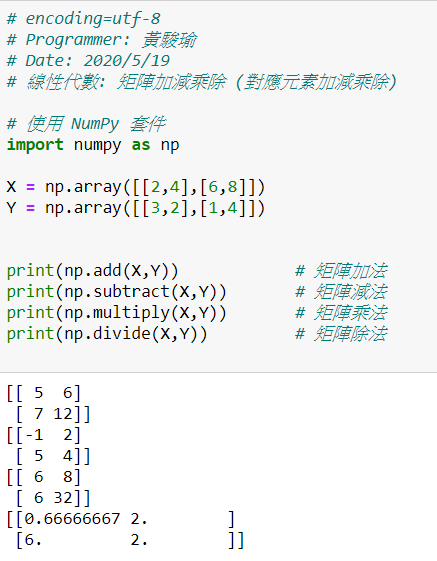 # encoding=utf-8
# Programmer: 黃駿瑜
# Date: 2020/5/19
# 線性代數: 矩陣加減乘除 (對應元素加減乘除)
# 使用 NumPy 套件
import numpy as np
X = np.array([[2,4],[6,8]])
Y = np.array([[3,2],[1,4]])
print(np.add(X,Y))           # 矩陣加法
print(np.subtract(X,Y))      # 矩陣減法
print(np.multiply(X,Y))      # 矩陣乘法
print(np.divide(X,Y))        # 矩陣除法
[[ 5  6]
 [ 7 12]]
[[-1  2]
 [ 5  4]]
[[ 6  8]
 [ 6 32]]
[[0.66666667 2.        ]
 [6.         2.        ]]